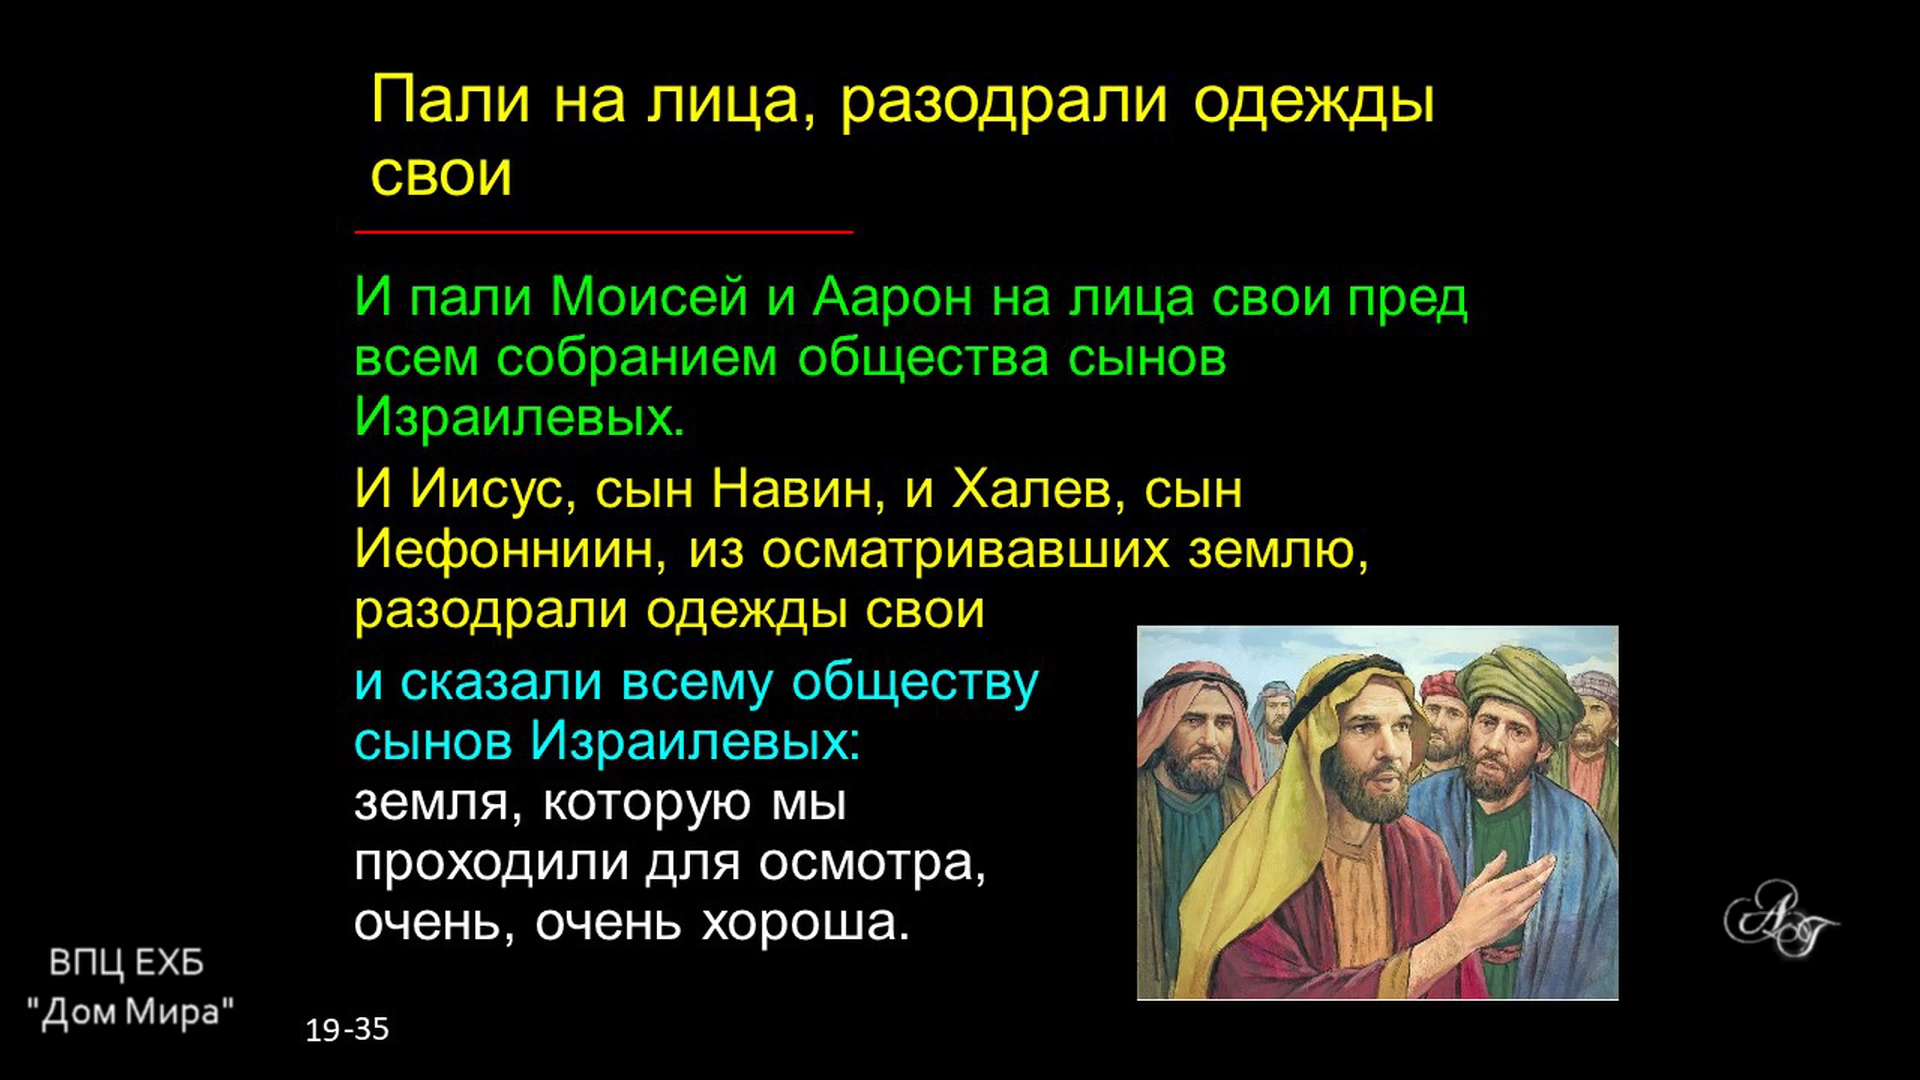 Пали на лица, разодрали одежды
свои
И пали Моисей и Аарон на лица свои пред
всем собранием общества сынов
Израилевых.
И Иисус, сын Навин, и Халев, сын
Иефонниин, из осматривавших землю,
разодрали одежды свои
и сказали всему обществу
сынов Израилевых:
земля, которую мы
проходили для осмотра,
очень, очень хороша.
ВПЦ ЕХБ
"Дом Мира"
19-35